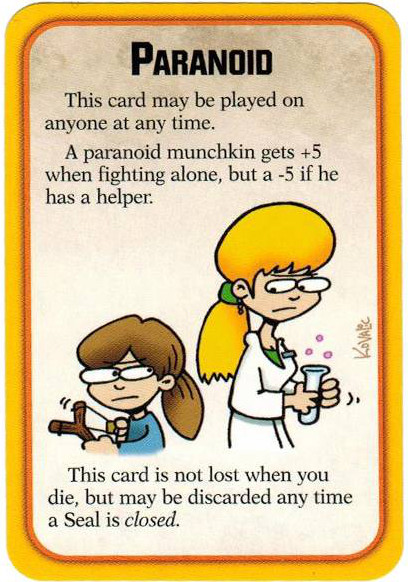 PARANOID
This card may be played on
anyone at any time.
A paranoid munchkin gets +5
when fighting alone, but a -5 if he
has a helper.
KOVALIC
This card is not lost when you
die, but may be discarded any time
a Seal is closed.